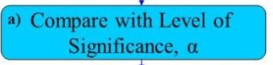 a) Compare with Level of
Significance, α